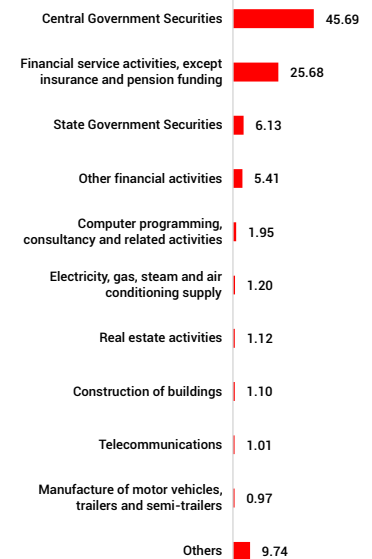 Central Government Securities 45.69
Financial service activities, except
insurance and pension funding 25.68
State Government Securities 6.13
Other financial activities 5.41
Computer programming,
consultancy and related activities 1.95
Electricity, gas, steam and air
conditioning supply 1.20
Real estate activities 1.12
Construction of buildings 1.10
Telecommunications 1.01
Manufacture of motor vehicles,
trailers and semi-trailers 0.97
Others 9.74